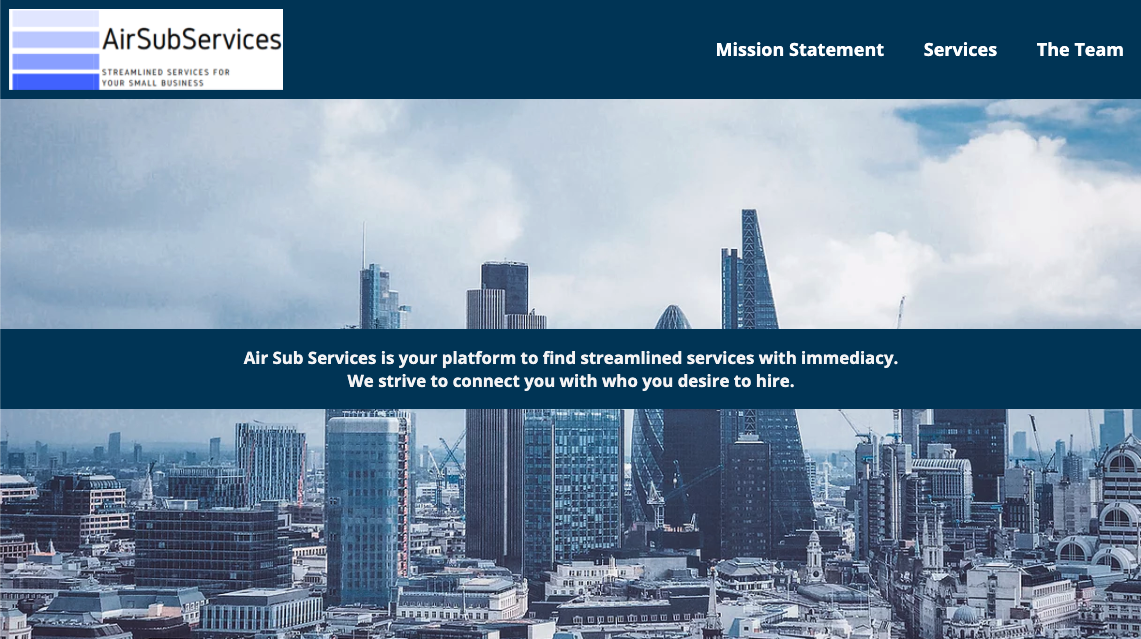 AirSubServices
STREAMLINED SERVICES FOR
YOUR SMALL BUSINESS
Mission Statement
Services
The Team
Air Sub Services is your platform to find streamlined services with immediacy.
We strive to connect you with who you desire to hire.